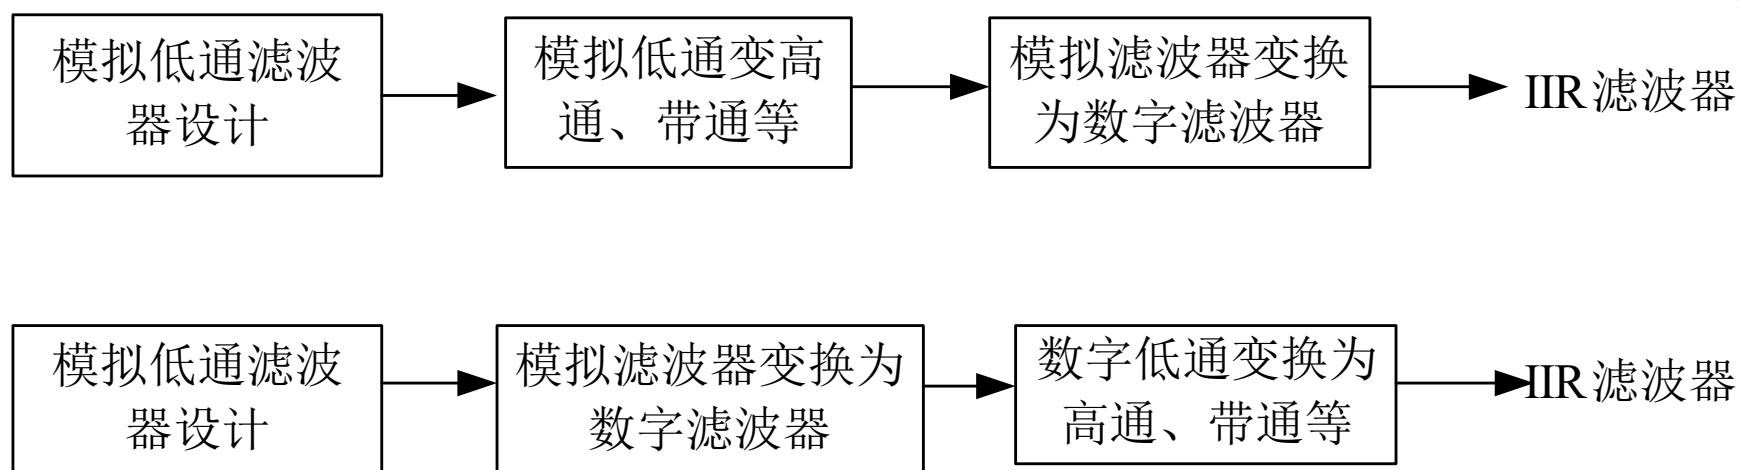 模拟低通滤波
器设计
模拟低通变高
通、带通等
模拟滤波器变换
为数字滤波器
IIR滤波器
模拟低通滤波
器设计
模拟滤波器变换为
数字滤波器
数字低通变换为
高通、带通等
IIR滤波器